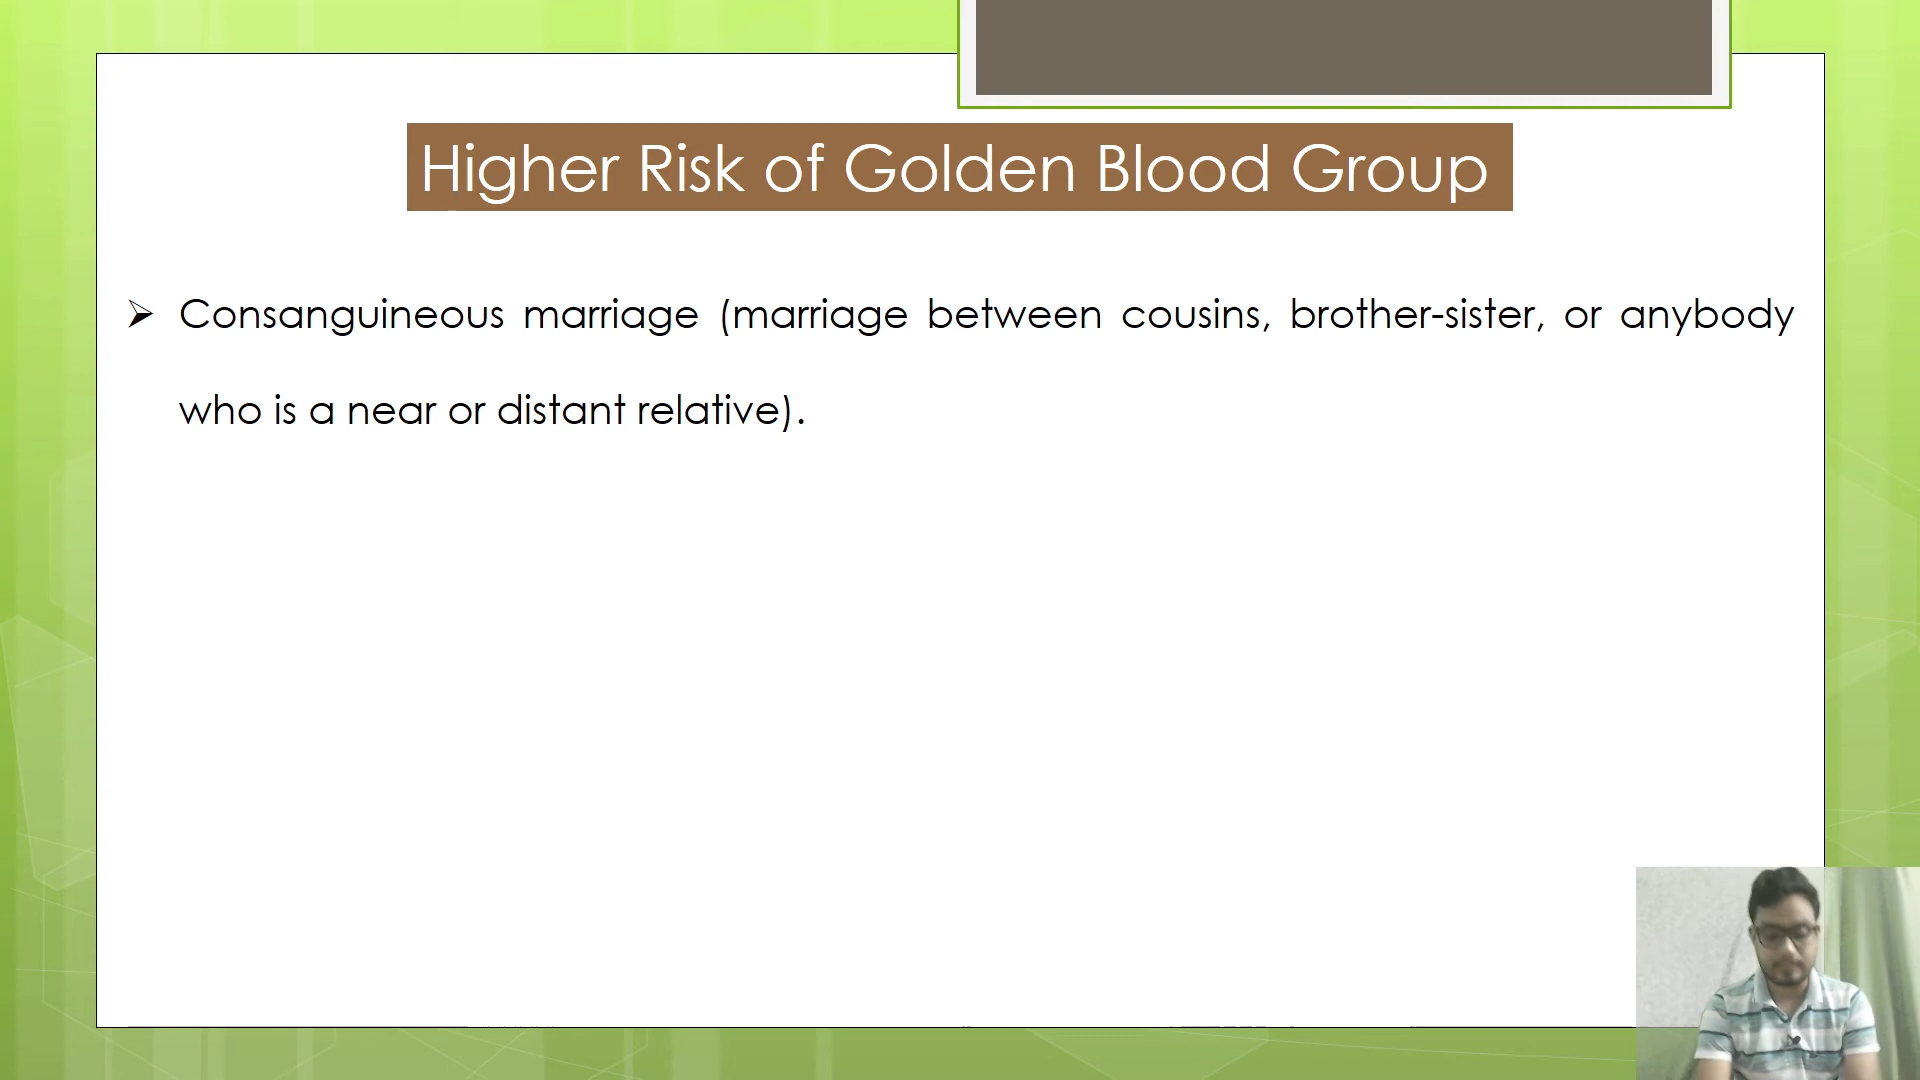 Higher Risk of Golden Blood Group
➢ Consanguineous marriage (marriage between cousins, brother-sister, or anybody
who is a near or distant relative).